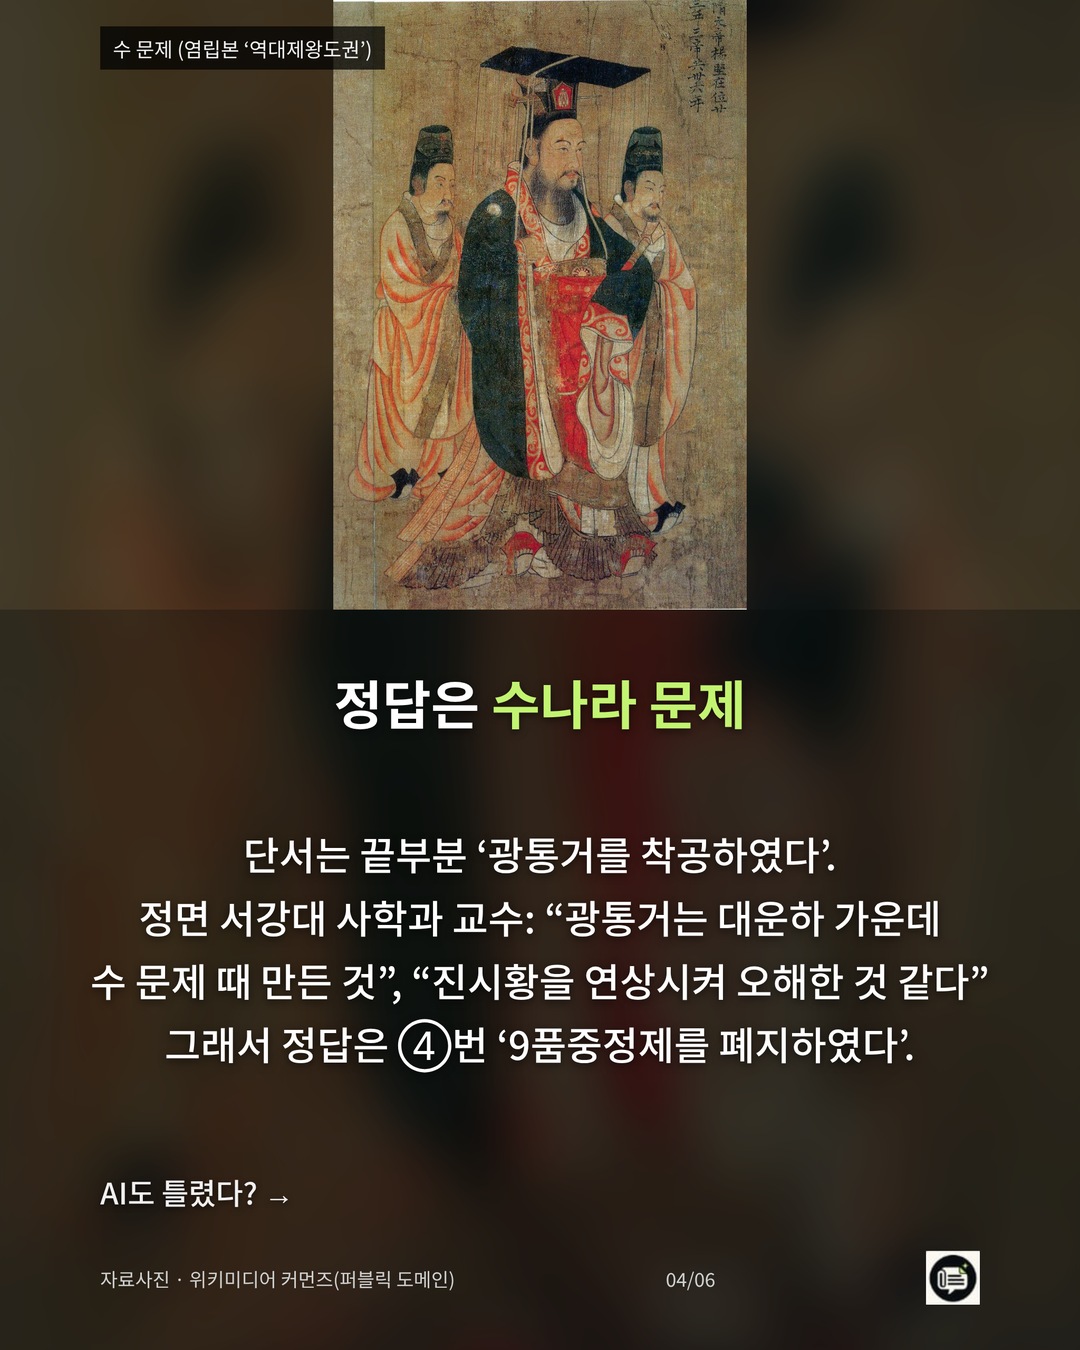 수 문제 (염립본 ‘역대제왕도권’)
정답은 수나라 문제
단서는 끝부분 ‘광통거를 착공하였다’.
정면 서강대 사학과 교수: “광통거는 대운하 가운데
수 문제 때 만든 것”, “진시황을 연상시켜 오해한 것 같다”
그래서 정답은 ④번 ‘9품중정제를 폐지하였다’.
AI도 틀렸다? →
자료사진 · 위키미디어 커먼즈(퍼블릭 도메인)
04/06